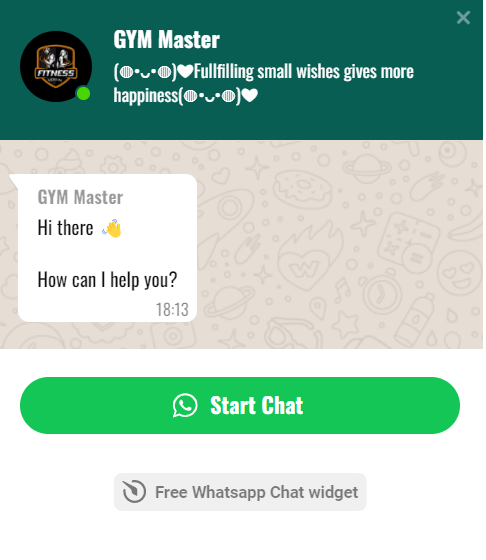 GYM Master
(◍•ᴗ•◍)❤Fullfilling small wishes gives more
happiness(◍•ᴗ•◍)❤
FITNESS
GYM Master
Hi there 👋
How can I help you?
18:13
Start Chat
Free Whatsapp Chat widget